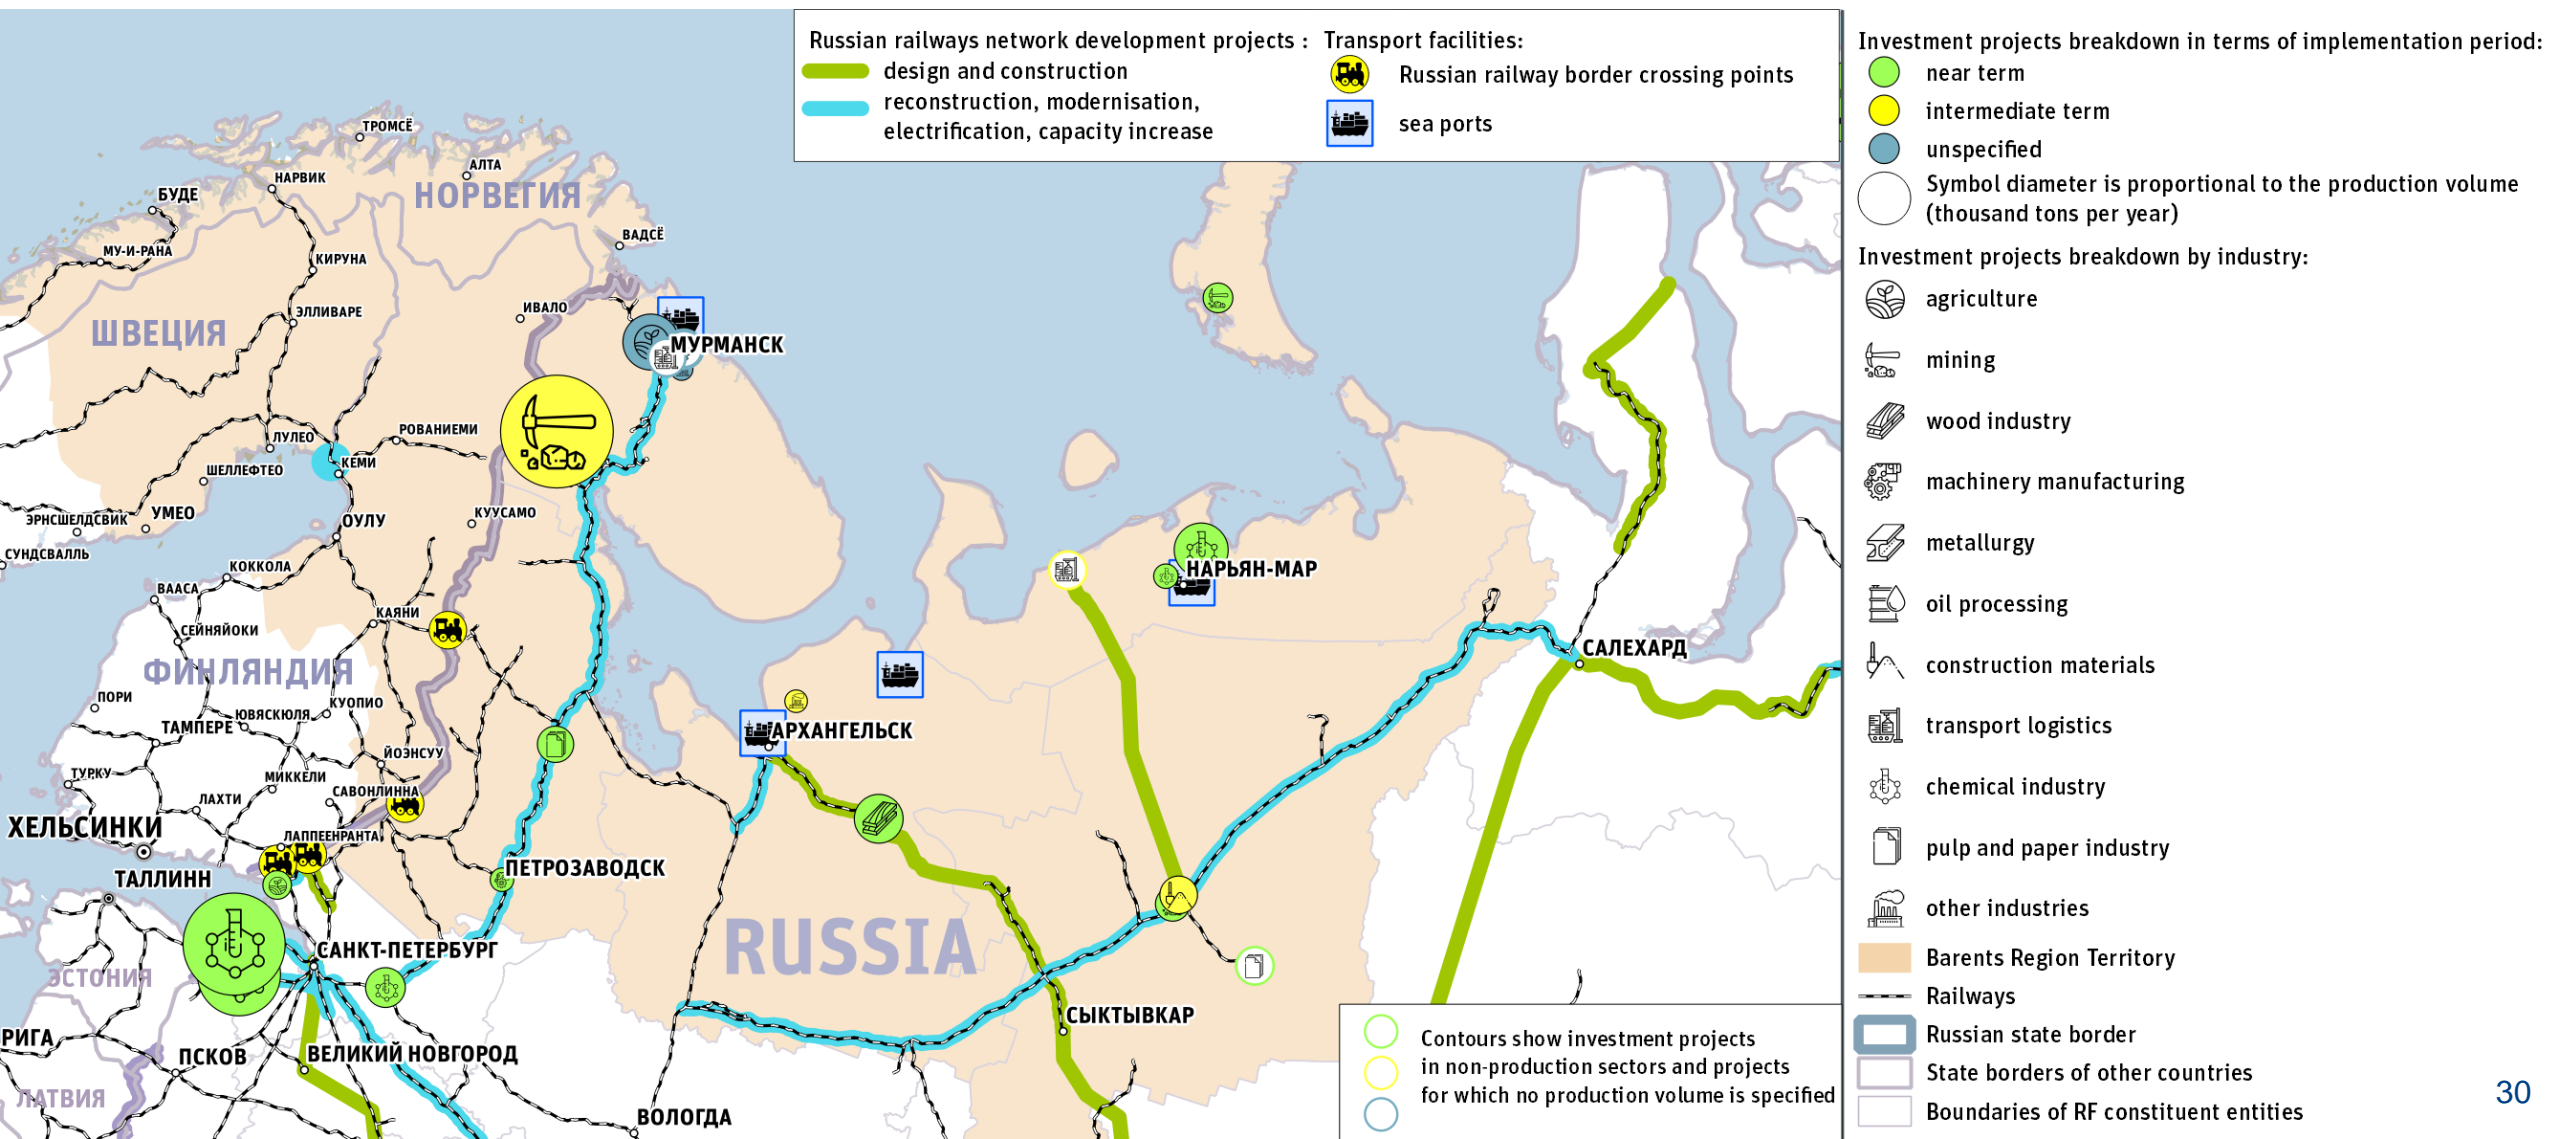 Russian railways network development projects :
design and construction
reconstruction, modernisation,
electrification, capacity increase
Transport facilities:
Russian railway border crossing points
sea ports
Investment projects breakdown in terms of implementation period:
near term
intermediate term
unspecified
Symbol diameter is proportional to the production volume
(thousand tons per year)
Investment projects breakdown by industry:
agriculture
mining
wood industry
machinery manufacturing
metallurgy
oil processing
construction materials
transport logistics
chemical industry
pulp and paper industry
other industries
Barents Region Territory
Railways
Russian state border
State borders of other countries
Boundaries of RF constituent entities
ТРОМСЁ
АЛТА
НАРВИК
НОРВЕГИЯ
БУДЕ
ВАДСЁ
МУ-И-РАНА
КИРУНА
ИВАЛО
ЭЛЛИВАРЕ
ШВЕЦИЯ
МУРМАНСК
РОВАНИЕМИ
ЛУЛЕО
КЕМИ
ШЕЛЛЕФТЕО
УМЕО
КУУСАМО
ЭРНСШЕЛДСВИК
ОУЛУ
СУНДСВАЛЛЬ
КОККОЛА
НАРЬЯН-МАР
ВААСА
КАЯНИ
СЕЙНЯЙОКИ
САЛЕХАРД
ФИНЛЯНДИЯ
ПОРИ
КУОПИО
ЮВЯСКЮЛЯ
ТАМПЕРЕ
АРХАНГЕЛЬСК
ЙОЭНСУУ
ТУРКУ
МИККЕЛИ
САВОНЛИННА
ЛАХТИ
ХЕЛЬСИНКИ
ЛАППЕЕНРАНТА
ПЕТРОЗАВОДСК
ТАЛЛИНН
RUSSIA
САНКТ-ПЕТЕРБУРГ
ЭСТОНИЯ
СЫКТЫВКАР
РИГА
ПСКОВ
ВЕЛИКИЙ НОВГОРОД
ЛАТВИЯ
ВОЛОГДА
Contours show investment projects
in non-production sectors and projects
for which no production volume is specified
30